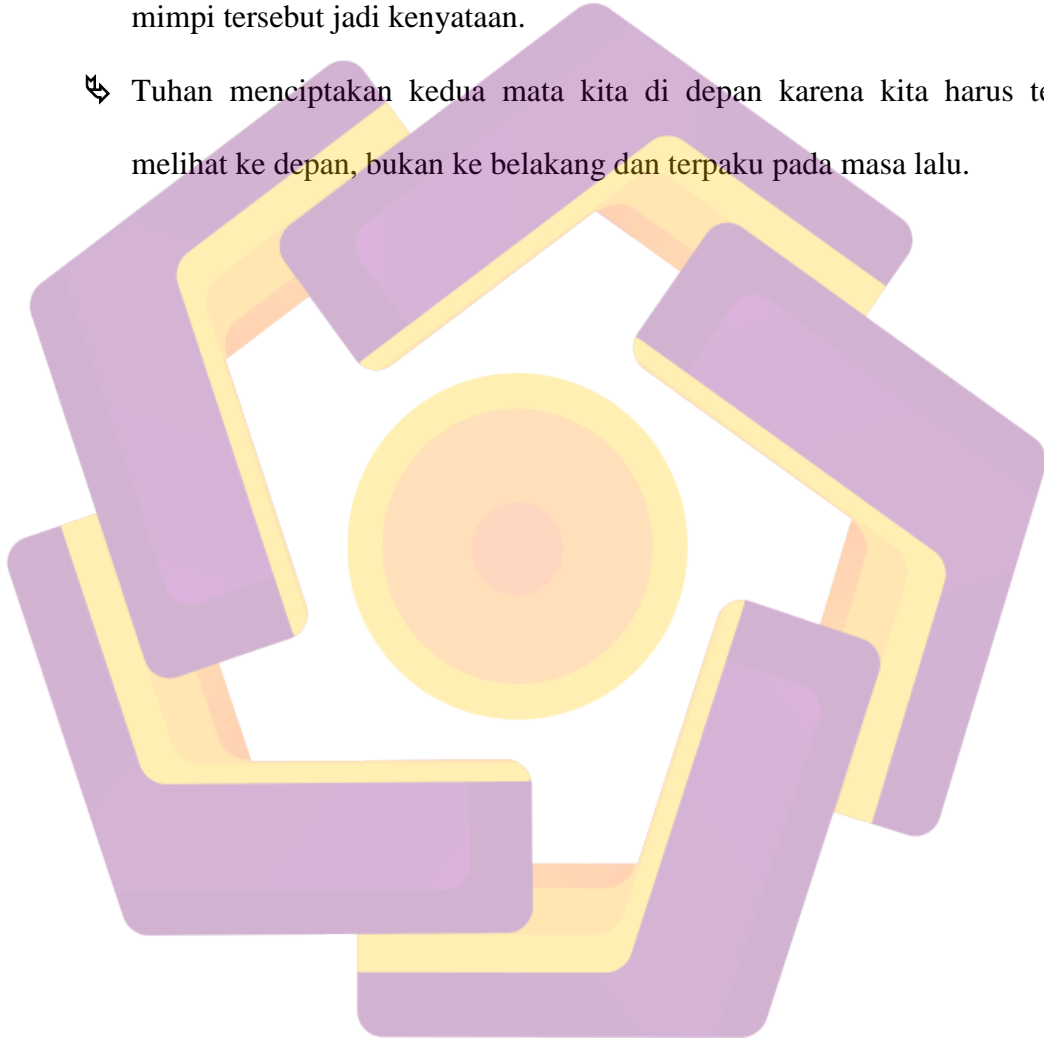 mimpi tersebut jadi kenyataan.
Tuhan menciptakan kedua mata kita di depan karena kita harus
melihat ke depan, bukan ke belakang dan terpaku pada masa lalu.